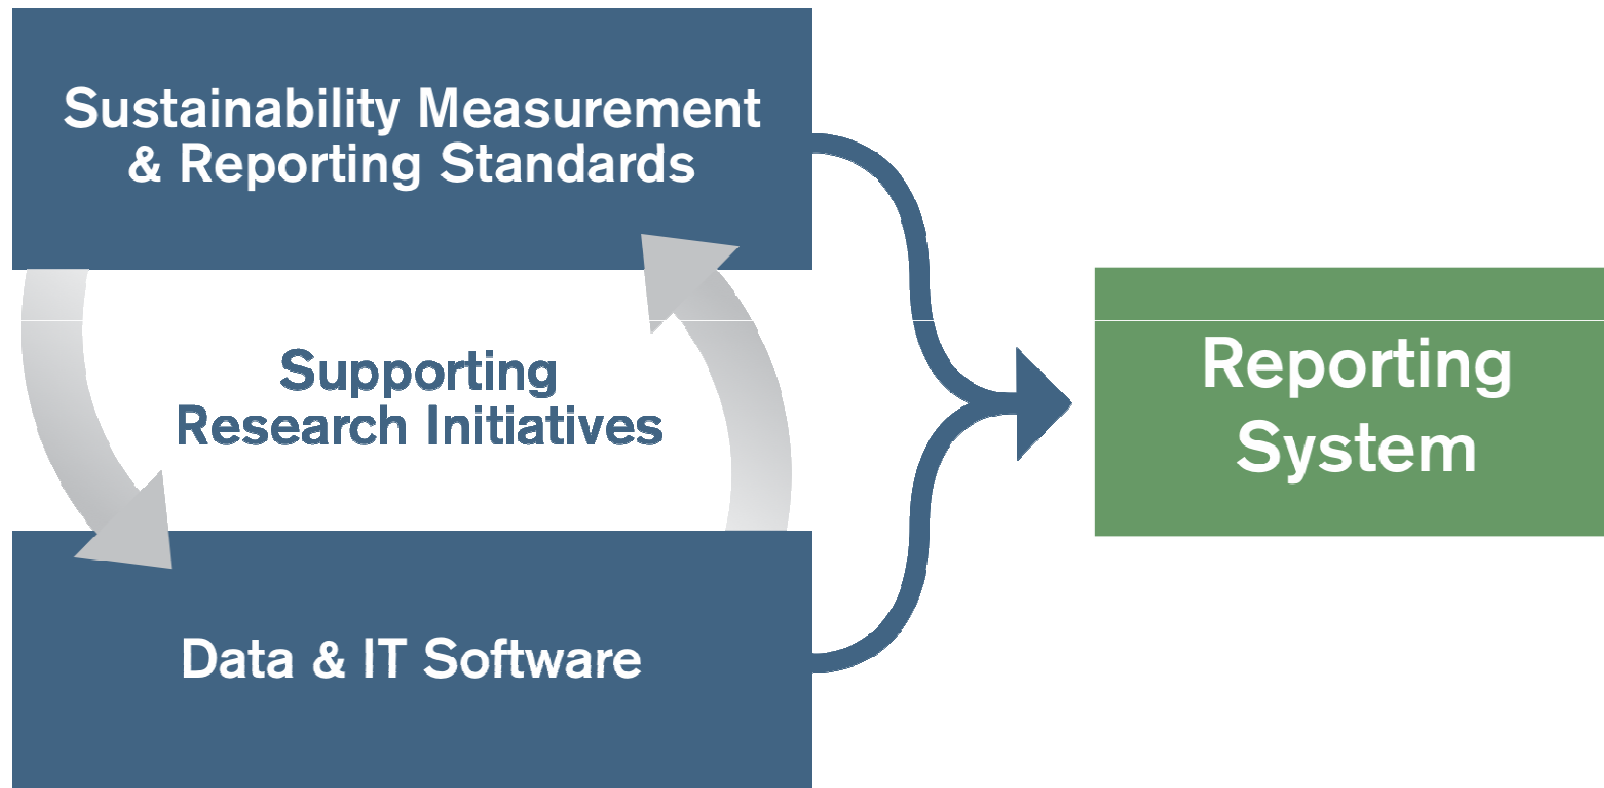 Sustainability Measurement
& Reporting Standards
Supporting
Research Initiatives
Data & IT Software
Reporting
System